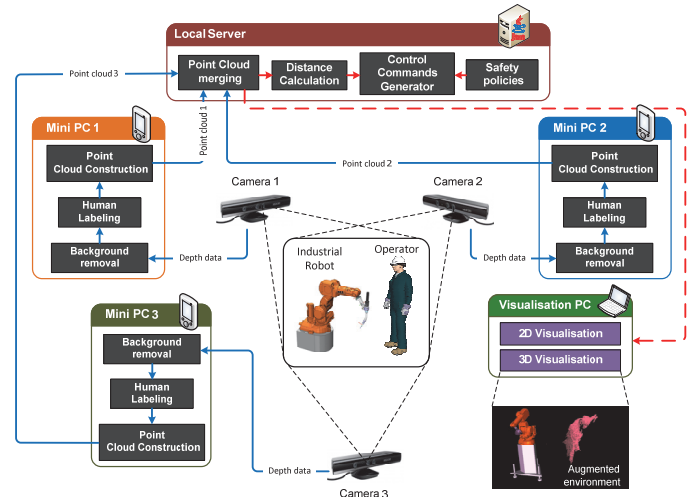 Local Server
Point Cloud
merging
Distance
Calculation
Control
Commands
Generator
Safety
policies
Point cloud 3
Point cloud 1
Point cloud 2
Mini PC 1
Point
Cloud Construction
Human
Labeling
Background
removal
Depth data
Camera 1
Camera 2
Mini PC 2
Point
Cloud Construction
Human
Labeling
Background
removal
Depth data
Industrial
Robot
Operator
Mini PC 3
Background
removal
Human
Labeling
Point
Cloud Construction
Depth data
Camera 3
Visualisation PC
2D Visualisation
3D Visualisation
Augmented
environment